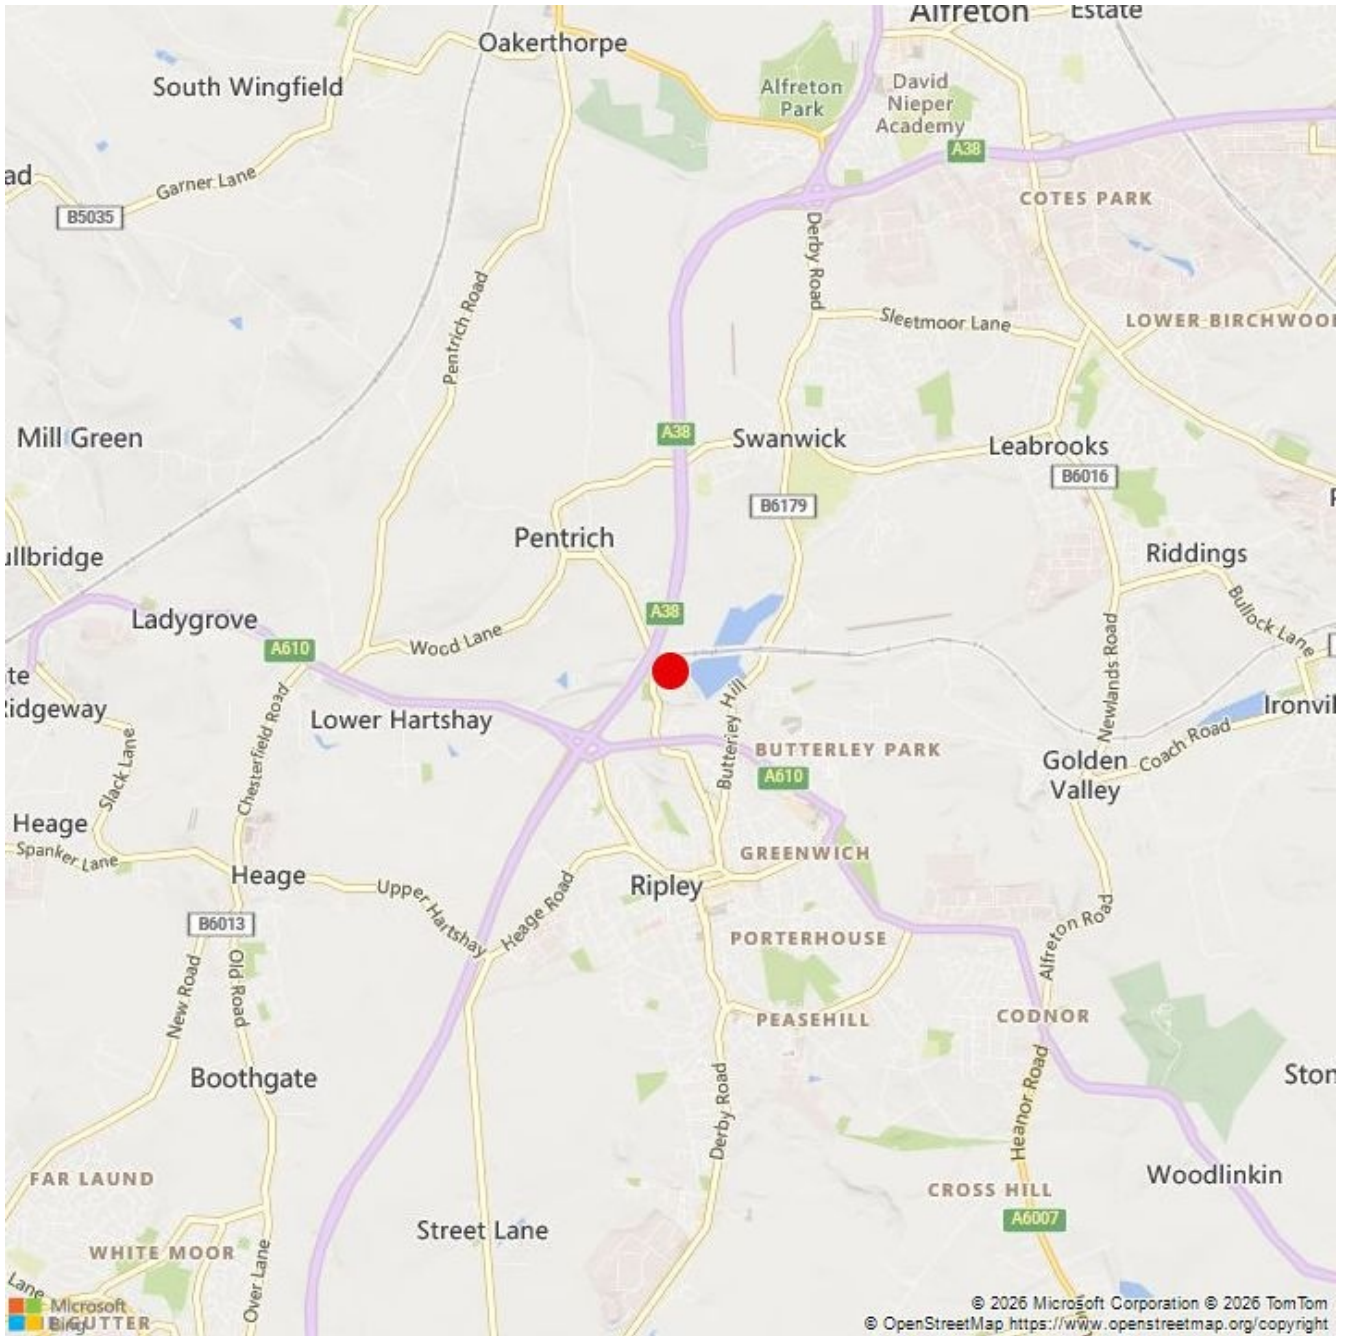 Alfreton
Estate
Oakerthorpe
South Wingfield
Alfreton
Park
David
Nieper
Academy
A38
ad
Garner Lane
B5035
COTES PARK
Derby Road
Pentrich Road
Sleetmoor Lane
LOWER BIRCHWOO
Mill Green
A38
Swanwick
Leabrooks
B6016
B6179
Pentrich
Riddings
ullbridge
Bullock Lane
Ladygrove
A38
Wood Lane
A610
Newlands Road
te
Ridgeway
Chesterfield Road
Lower Hartshay
Butterley Hill
Ironvil
Coach Road
BUTTERLEY PARK
Golden
Valley
A610
Slack Lane
Heage
Spanker Lane
GREENWICH
Heage
Upper Hartshay
Heage Road
Ripley
B6013
PORTERHOUSE
Alfreton Road
New Road
Old Road
PEASEHILL
CODNOR
Boothgate
Ston
Derby Road
Heanor Road
FAR LAUND
Woodlinkin
CROSS HILL
A6007
Street Lane
WHITE MOOR
Over Lane
Lane
Microsoft
Bing
GUTTER
© 2026 Microsoft Corporation © 2026 TomTom
© OpenStreetMap https://www.openstreetmap.org/copyright